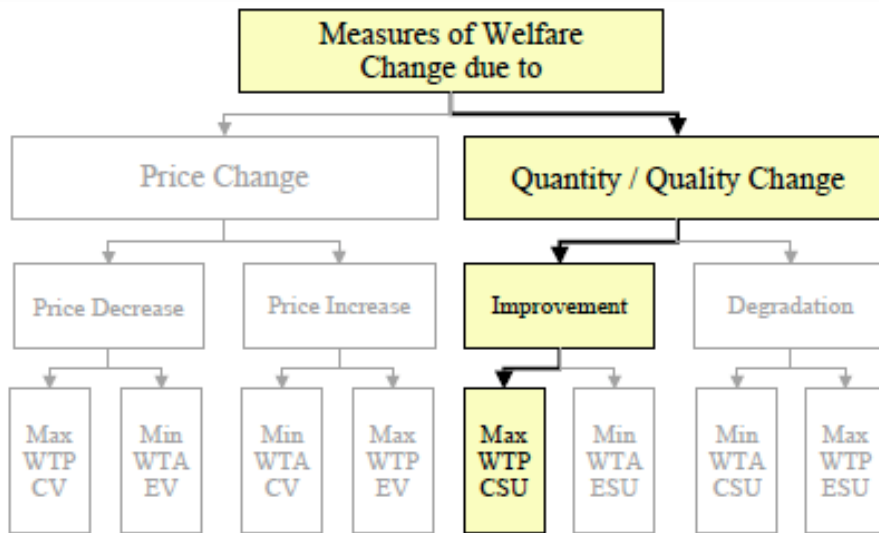 Measures of Welfare
Change due to
Price Change
Quantity / Quality Change
Price Decrease
Price Increase
Improvement
Degradation
Max
WTP
CV
Min
WTA
EV
Min
WTA
CV
Max
WTP
EV
Max
WTP
CSU
Min
WTA
ESU
Min
WTA
CSU
Max
WTP
ESU